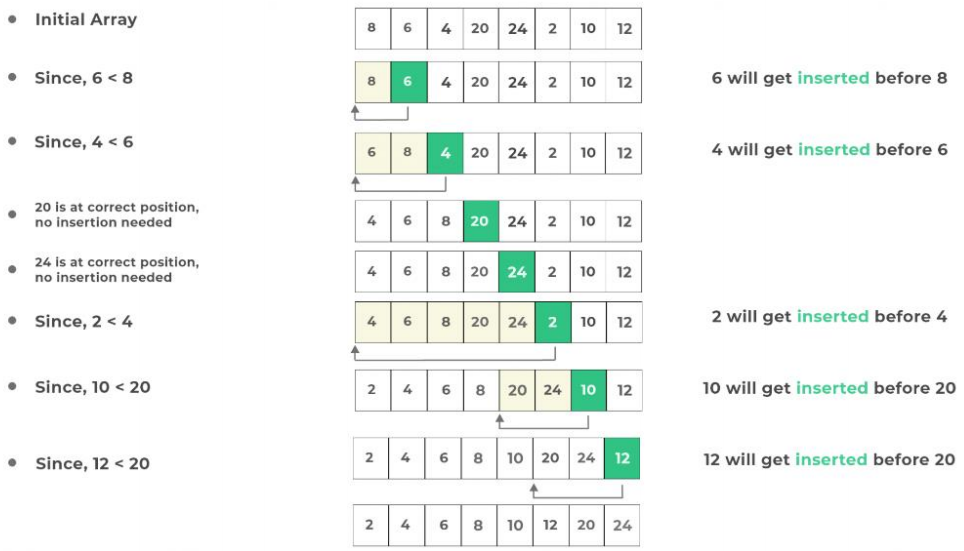 Initial Array
8 6 4 20 24 2 10 12
Since, 6 < 8
8 6 4 20 24 2 10 12
6 will get inserted before 8
Since, 4 < 6
6 8 4 20 24 2 10 12
4 will get inserted before 6
20 is at correct position,
no insertion needed
4 6 8 20 24 2 10 12
24 is at correct position,
no insertion needed
4 6 8 20 24 2 10 12
Since, 2 < 4
4 6 8 20 24 2 10 12
2 will get inserted before 4
Since, 10 < 20
2 4 6 8 20 24 10 12
10 will get inserted before 20
Since, 12 < 20
2 4 6 8 10 20 24 12
12 will get inserted before 20
2 4 6 8 10 12 20 24